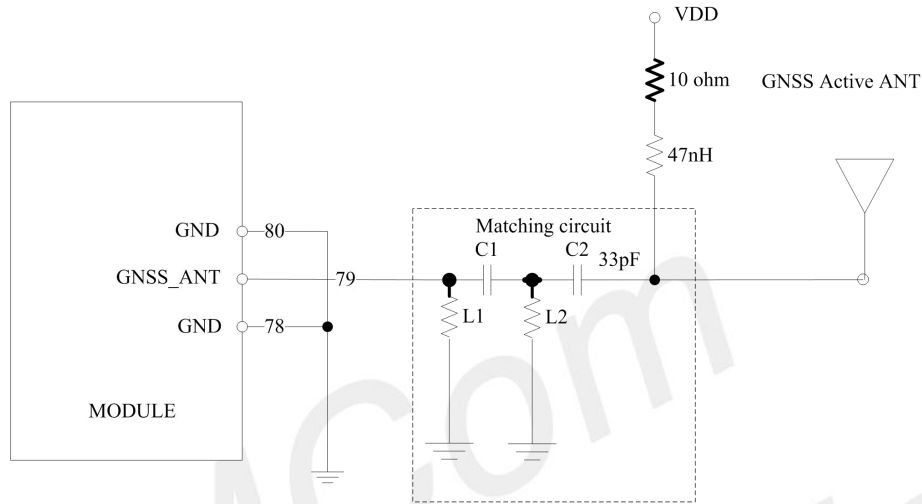 VDD
10 ohm
GNSS Active ANT
47nH
Matching circuit
C1
C2
33pF
GND
80
GNSS_ANT
79
GND
78
L1
L2
MODULE